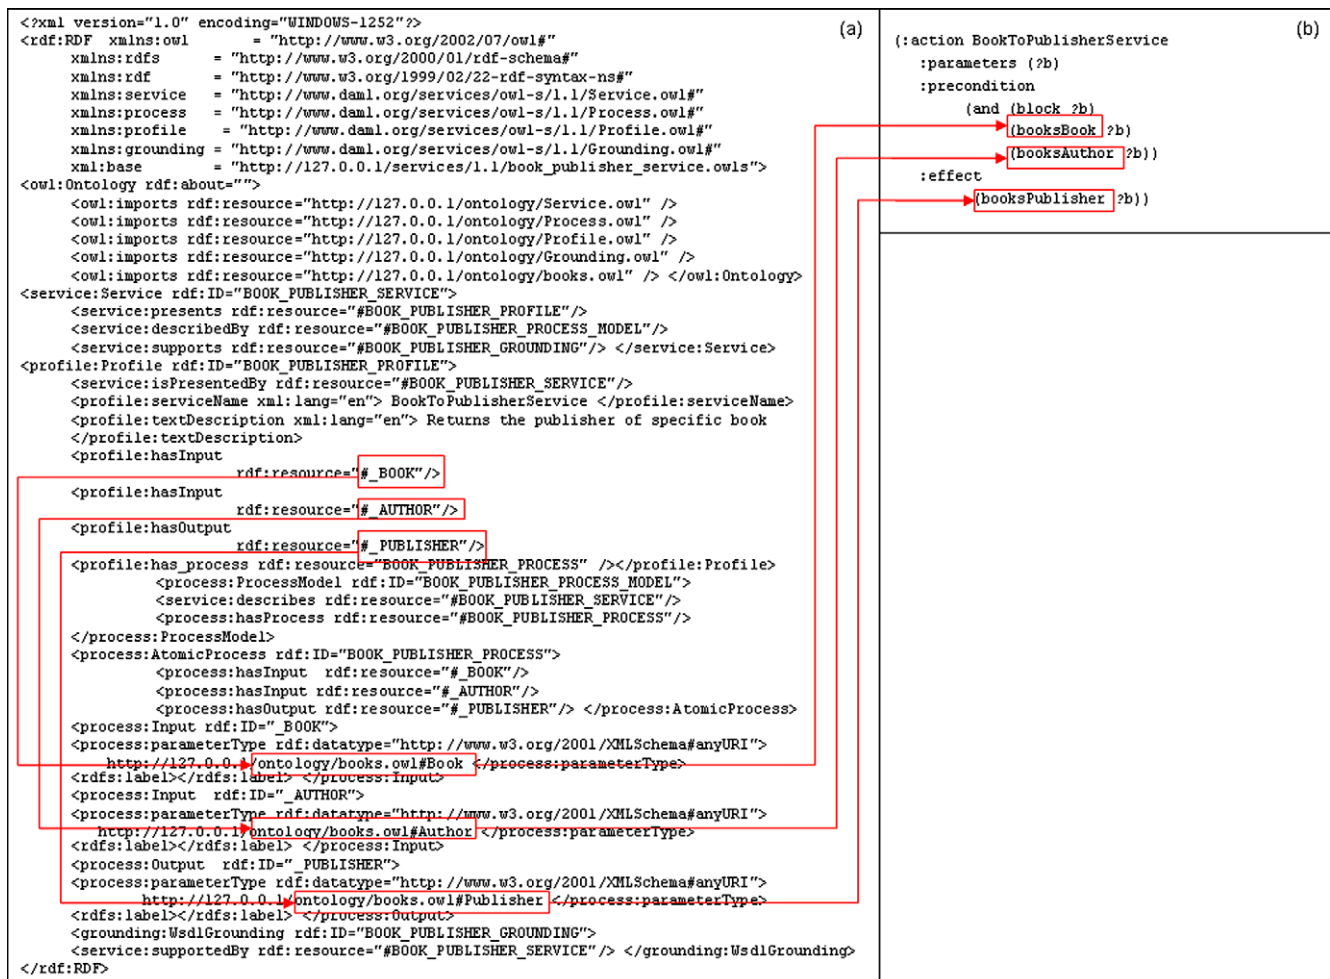 <?xml version="1.0" encoding="WINDOWS-1252"?>
<rdf:RDF xmlns:owl = "http://www.w3.org/2002/07/owl#"
xmlns:rdfs = "http://www.w3.org/2000/01/rdf-schema#"
xmlns:rdf = "http://www.w3.org/1999/02/22-rdf-syntax-ns#"
xmlns:service = "http://www.daml.org/services/owl-s/1.1/Service.owl#"
xmlns:process = "http://www.daml.org/services/owl-s/1.1/Process.owl#"
xmlns:profile = "http://www.daml.org/services/owl-s/1.1/Profile.owl#"
xmlns:grounding = "http://www.daml.org/services/owl-s/1.1/Grounding.owl#"
xml:base = "http://127.0.0.1/services/1.1/book_publisher_service.owls">
<owl:Ontology rdf:about="">
<owl:imports rdf:resource="http://127.0.0.1/ontology/Service.owl" />
<owl:imports rdf:resource="http://127.0.0.1/ontology/Process.owl" />
<owl:imports rdf:resource="http://127.0.0.1/ontology/Profile.owl" />
<owl:imports rdf:resource="http://127.0.0.1/ontology/Grounding.owl" />
<owl:imports rdf:resource="http://127.0.0.1/ontology/books.owl" /> </owl:Ontology>
<service:Service rdf:ID="BOOK_PUBLISHER_SERVICE">
<service:presents rdf:resource="#BOOK_PUBLISHER_PROFILE"/>
<service:describedBy rdf:resource="#BOOK_PUBLISHER_PROCESS_MODEL"/>
<service:supports rdf:resource="#BOOK_PUBLISHER_GROUNDING"/> </service:Service>
<profile:Profile rdf:ID="BOOK_PUBLISHER_PROFILE">
<service:isPresentedBy rdf:resource="#BOOK_PUBLISHER_SERVICE"/>
<profile:serviceName xml:lang="en"> BookToPublisherService </profile:serviceName>
<profile:textDescription xml:lang="en"> Returns the publisher of specific book
</profile:textDescription>
<profile:hasInput
rdf:resource="#_BOOK"/>
<profile:hasInput
rdf:resource="#_AUTHOR"/>
<profile:hasOutput
rdf:resource="#_PUBLISHER"/>
<profile:has_process rdf:resource="BOOK_PUBLISHER_PROCESS" /></profile:Profile>
<process:ProcessModel rdf:ID="BOOK_PUBLISHER_PROCESS_MODEL">
<service:describes rdf:resource="#BOOK_PUBLISHER_SERVICE"/>
<process:hasProcess rdf:resource="#BOOK_PUBLISHER_PROCESS"/>
</process:ProcessModel>
<process:AtomicProcess rdf:ID="BOOK_PUBLISHER_PROCESS">
<process:hasInput rdf:resource="#_BOOK"/>
<process:hasInput rdf:resource="#_AUTHOR"/>
<process:hasOutput rdf:resource="#_PUBLISHER"/> </process:AtomicProcess>
<process:Input rdf:ID="_BOOK">
<process:parameterType rdf:datatype="http://www.w3.org/2001/XMLSchema#anyURI">
http://127.0.0.1/ontology/books.owl#Book </process:parameterType>
<rdfs:label></rdfs:label> </process:Input>
<process:Input rdf:ID="_AUTHOR">
<process:parameterType rdf:datatype="http://www.w3.org/2001/XMLSchema#anyURI">
http://127.0.0.1/ontology/books.owl#Author </process:parameterType>
<rdfs:label></rdfs:label> </process:Input>
<process:Output rdf:ID="_PUBLISHER">
<process:parameterType rdf:datatype="http://www.w3.org/2001/XMLSchema#anyURI">
http://127.0.0.1/ontology/books.owl#Publisher </process:parameterType>
<rdfs:label></rdfs:label> </process:Output>
<grounding:WsdlGrounding rdf:ID="BOOK_PUBLISHER_GROUNDING">
<service:supportedBy rdf:resource="#BOOK_PUBLISHER_SERVICE"/> </grounding:WsdlGrounding>
</rdf:RDF>
(a)
(b)
(:action BookToPublisherService
:parameters (?b)
:precondition
(and (block ?b)
(booksBook ?b)
(booksAuthor ?b))
:effect
(booksPublisher ?b))